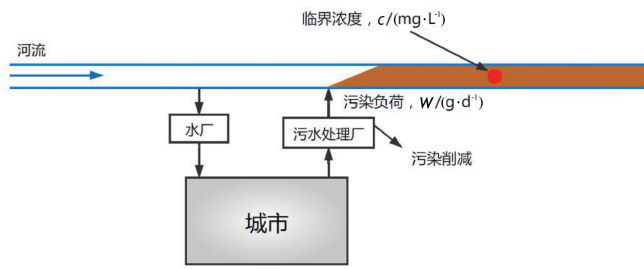 临界浓度，c/(mg·L⁻¹)
河流
污染负荷，W/(g·d⁻¹)
水厂
污水处理厂
污染削减
城市